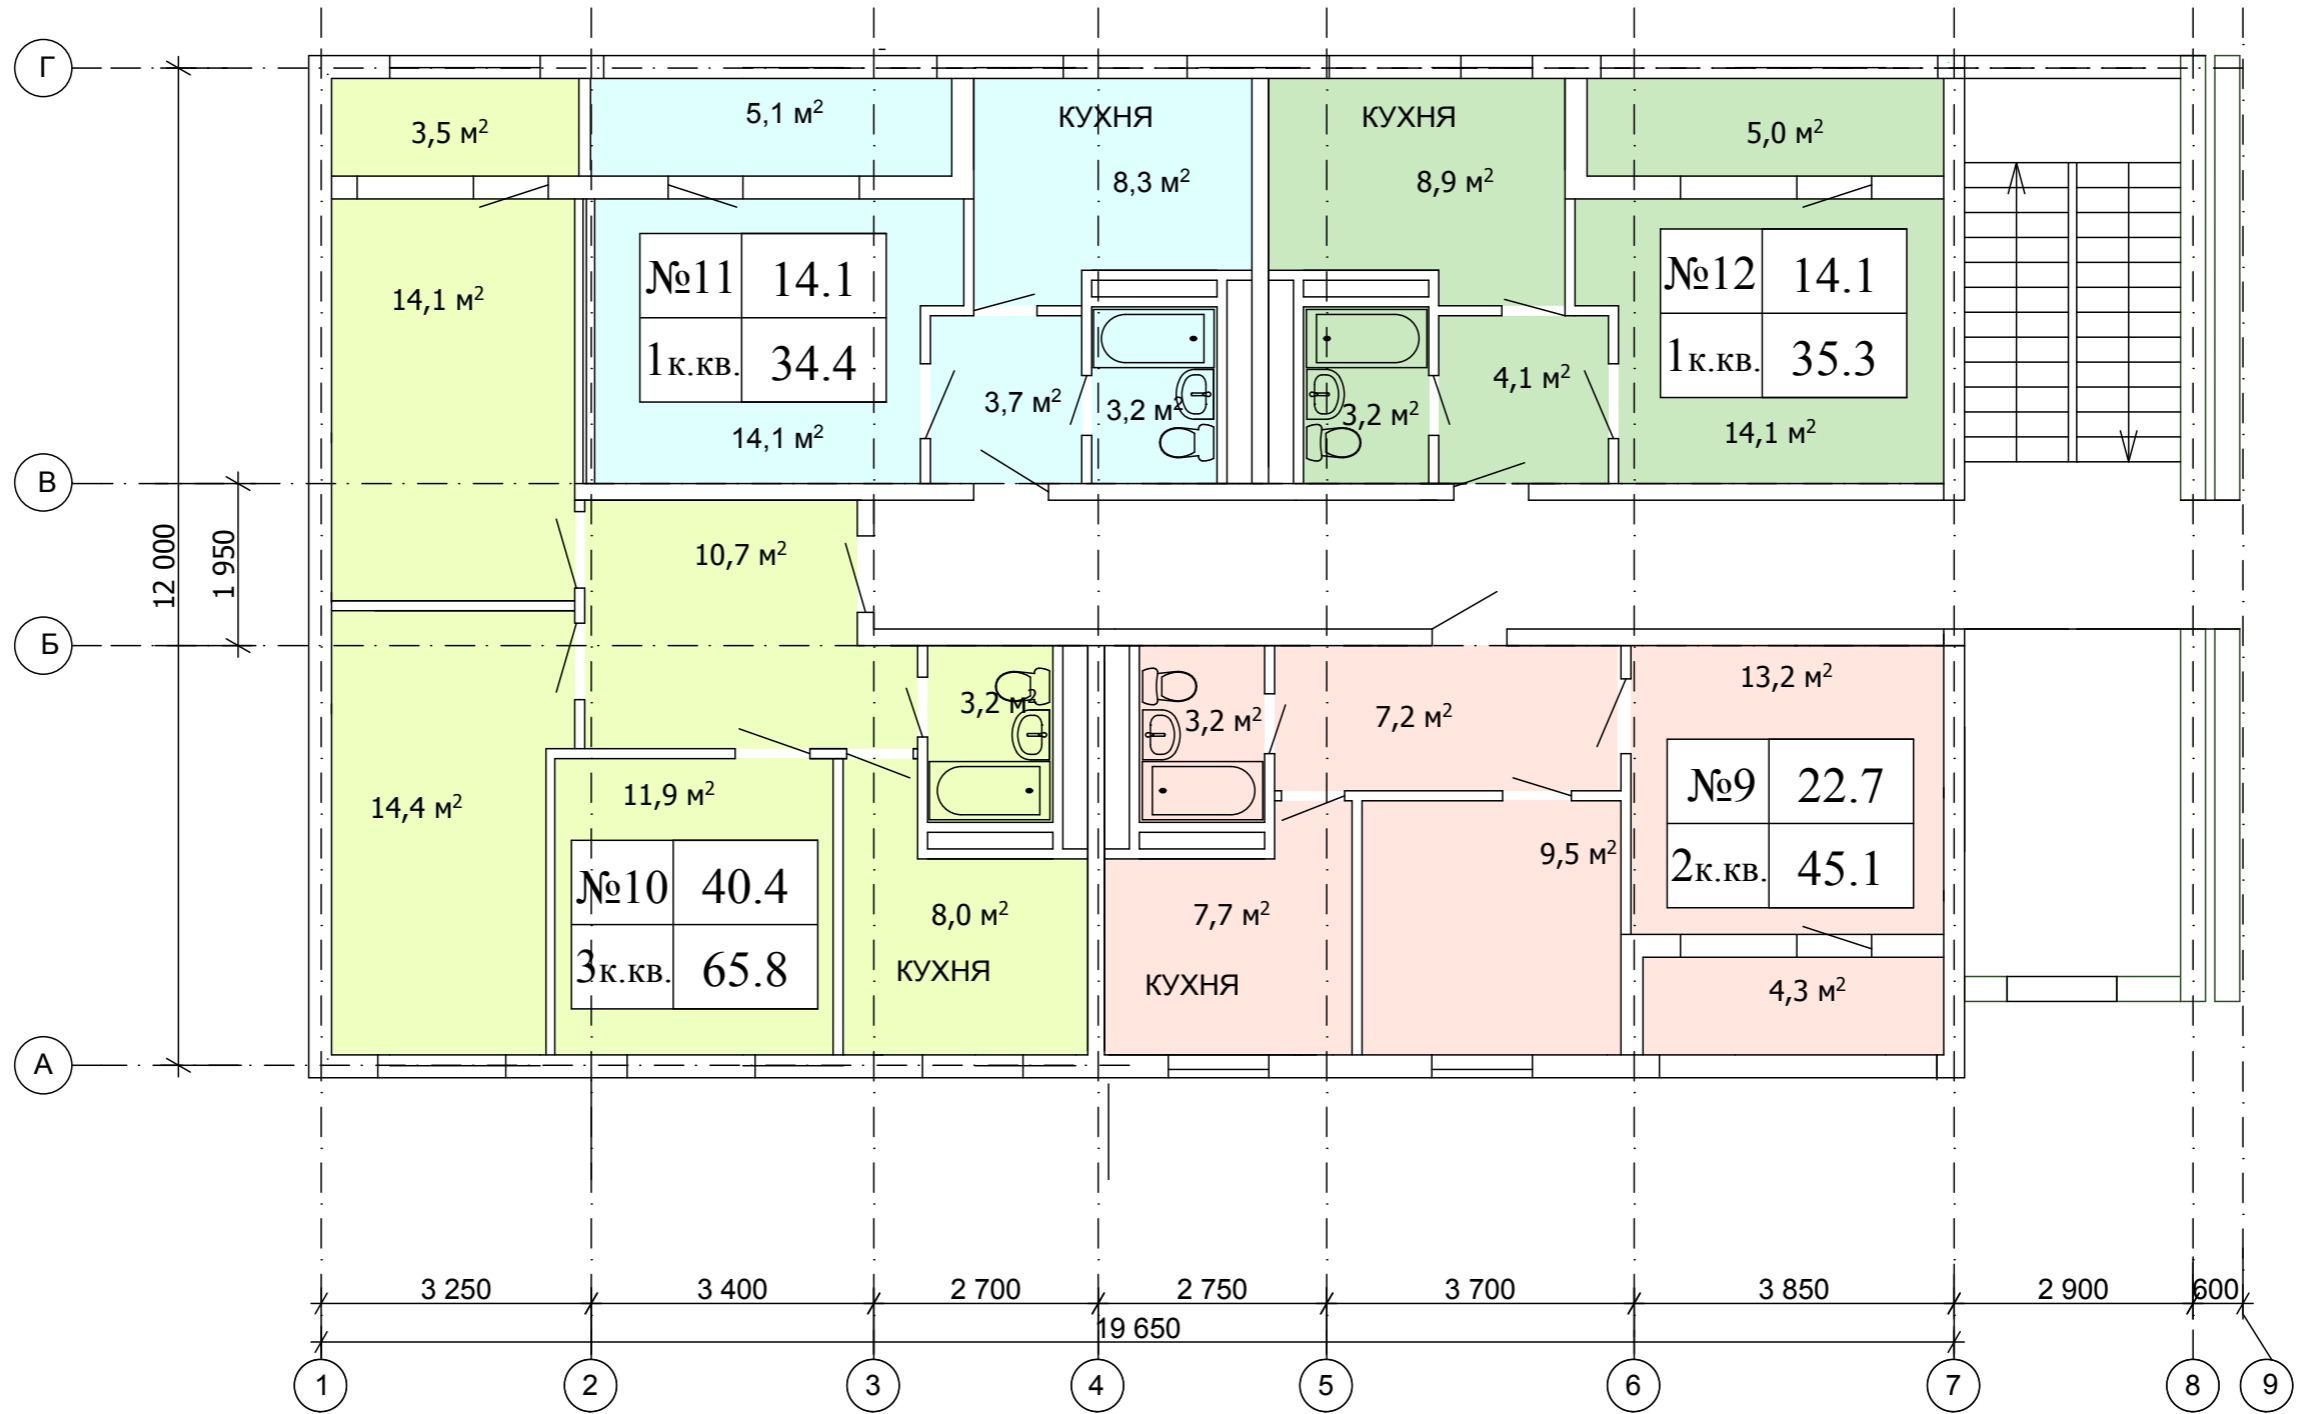 Г
3,5 м²
5,1 м²
КУХНЯ
8,3 м²
КУХНЯ
8,9 м²
5,0 м²
14,1 м²
№11 14.1
1к.кв. 34.4
14,1 м²
3,7 м²
3,2 м²
3,2 м²
4,1 м²
№12 14.1
1к.кв. 35.3
14,1 м²
В
12 000
1 950
10,7 м²
Б
3,2 м²
3,2 м²
7,2 м²
13,2 м²
14,4 м²
11,9 м²
№10 40.4
3к.кв. 65.8
8,0 м²
КУХНЯ
7,7 м²
КУХНЯ
9,5 м²
№9 22.7
2к.кв. 45.1
4,3 м²
А
3 250 3 400 2 700 2 750 3 700 3 850 2 900 600
19 650
1 2 3 4 5 6 7 8 9